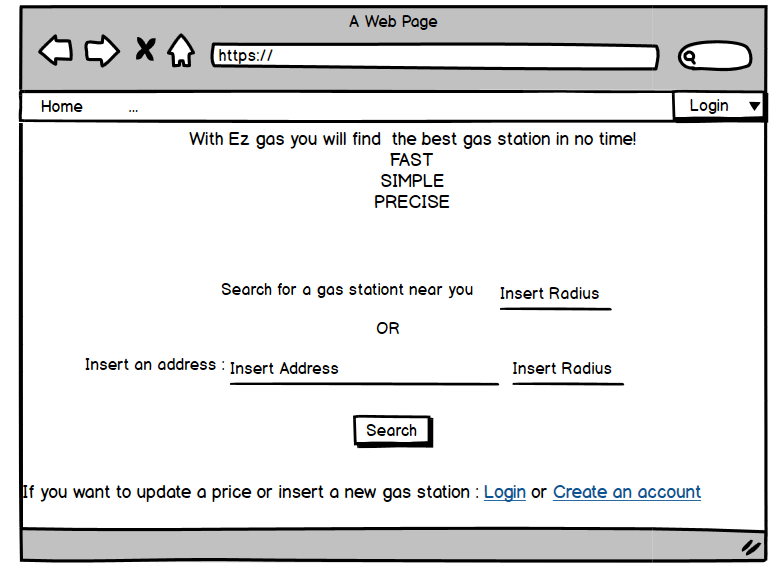 A Web Page
https://
Home ... Login
With Ez gas you will find the best gas station in no time!
FAST
SIMPLE
PRECISE
Search for a gas stationt near you Insert Radius
OR
Insert an address : Insert Address Insert Radius
Search
If you want to update a price or insert a new gas station : Login or Create an account